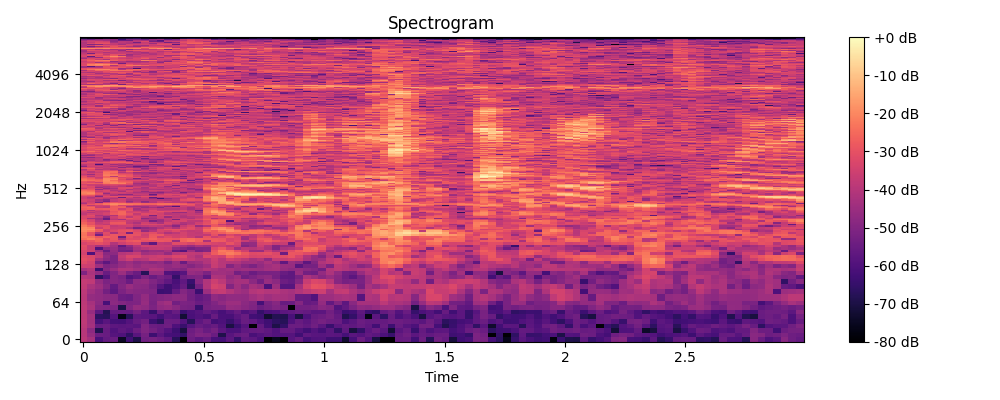 Spectrogram
+0 dB
4096
-10 dB
2048
-20 dB
1024
-30 dB
Hz
512
-40 dB
256
-50 dB
128
-60 dB
64
-70 dB
0
-80 dB
0
0.5
1
1.5
2
2.5
Time